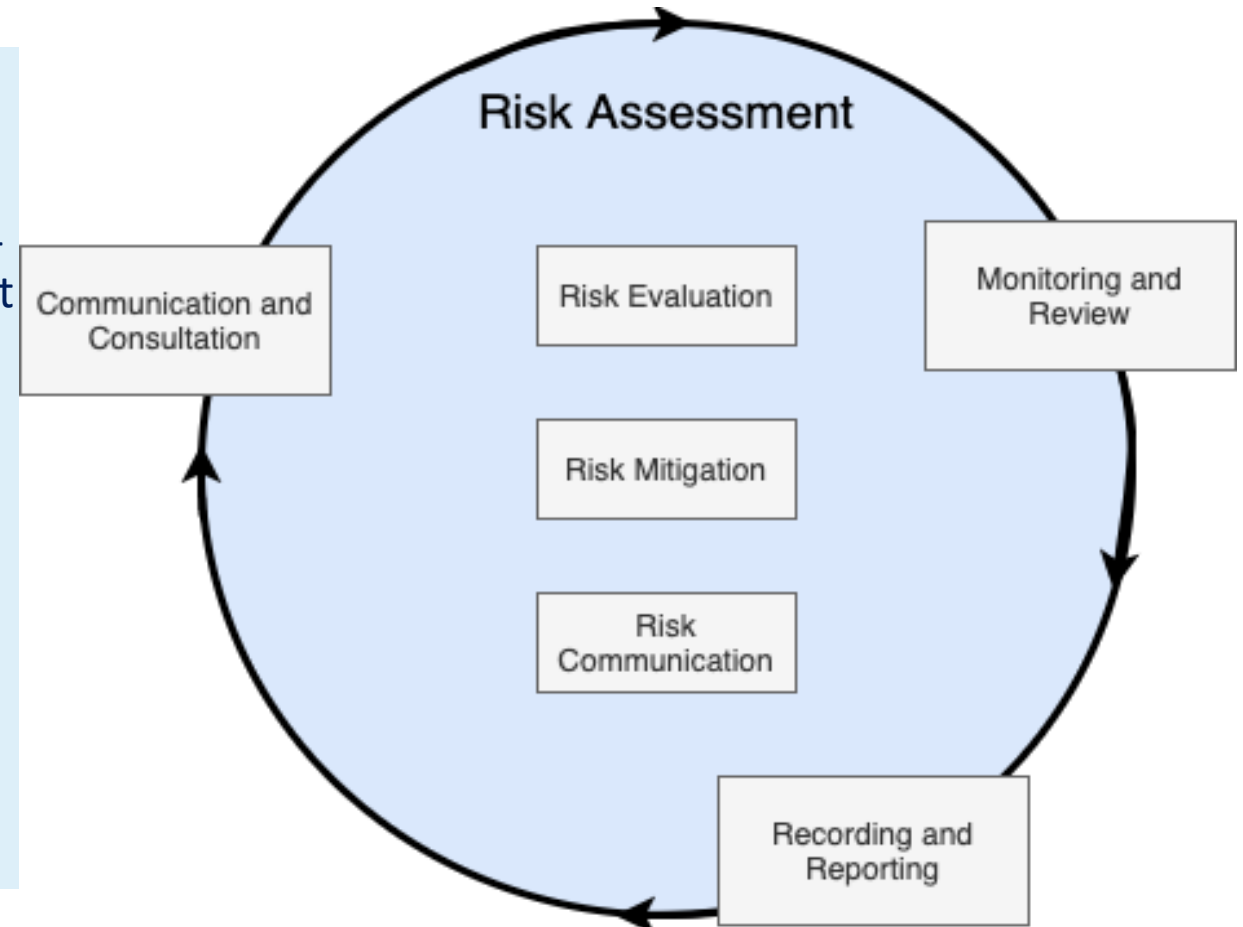 Risk Assessment
Communication and
Consultation
Risk Evaluation
Monitoring and
Review
Risk Mitigation
Risk
Communication
Recording and
Reporting